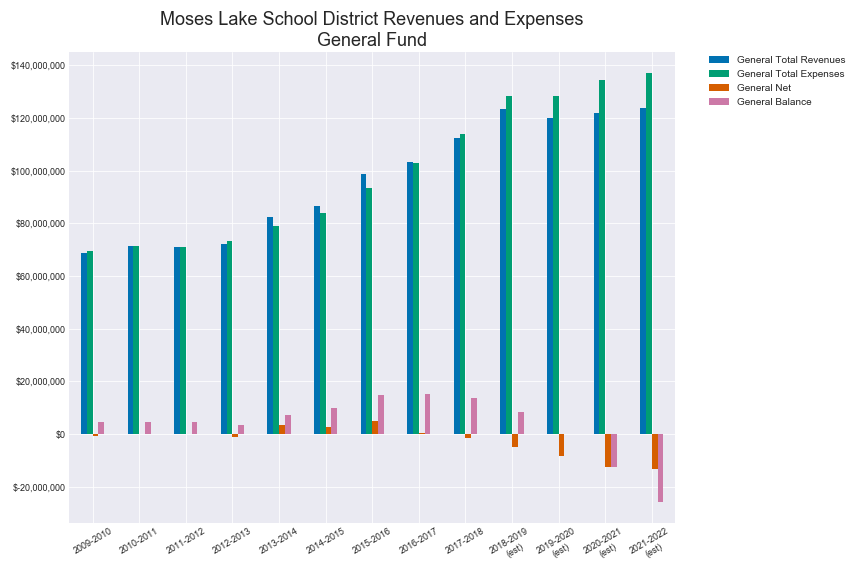 Moses Lake School District Revenues and Expenses
General Fund
General Total Revenues
General Total Expenses
General Net
General Balance
$140,000,000
$120,000,000
$100,000,000
$80,000,000
$60,000,000
$40,000,000
$20,000,000
$0
$-20,000,000
2009-2010
2010-2011
2011-2012
2012-2013
2013-2014
2014-2015
2015-2016
2016-2017
2017-2018
2018-2019
(est)
2019-2020
(est)
2020-2021
(est)
2021-2022
(est)